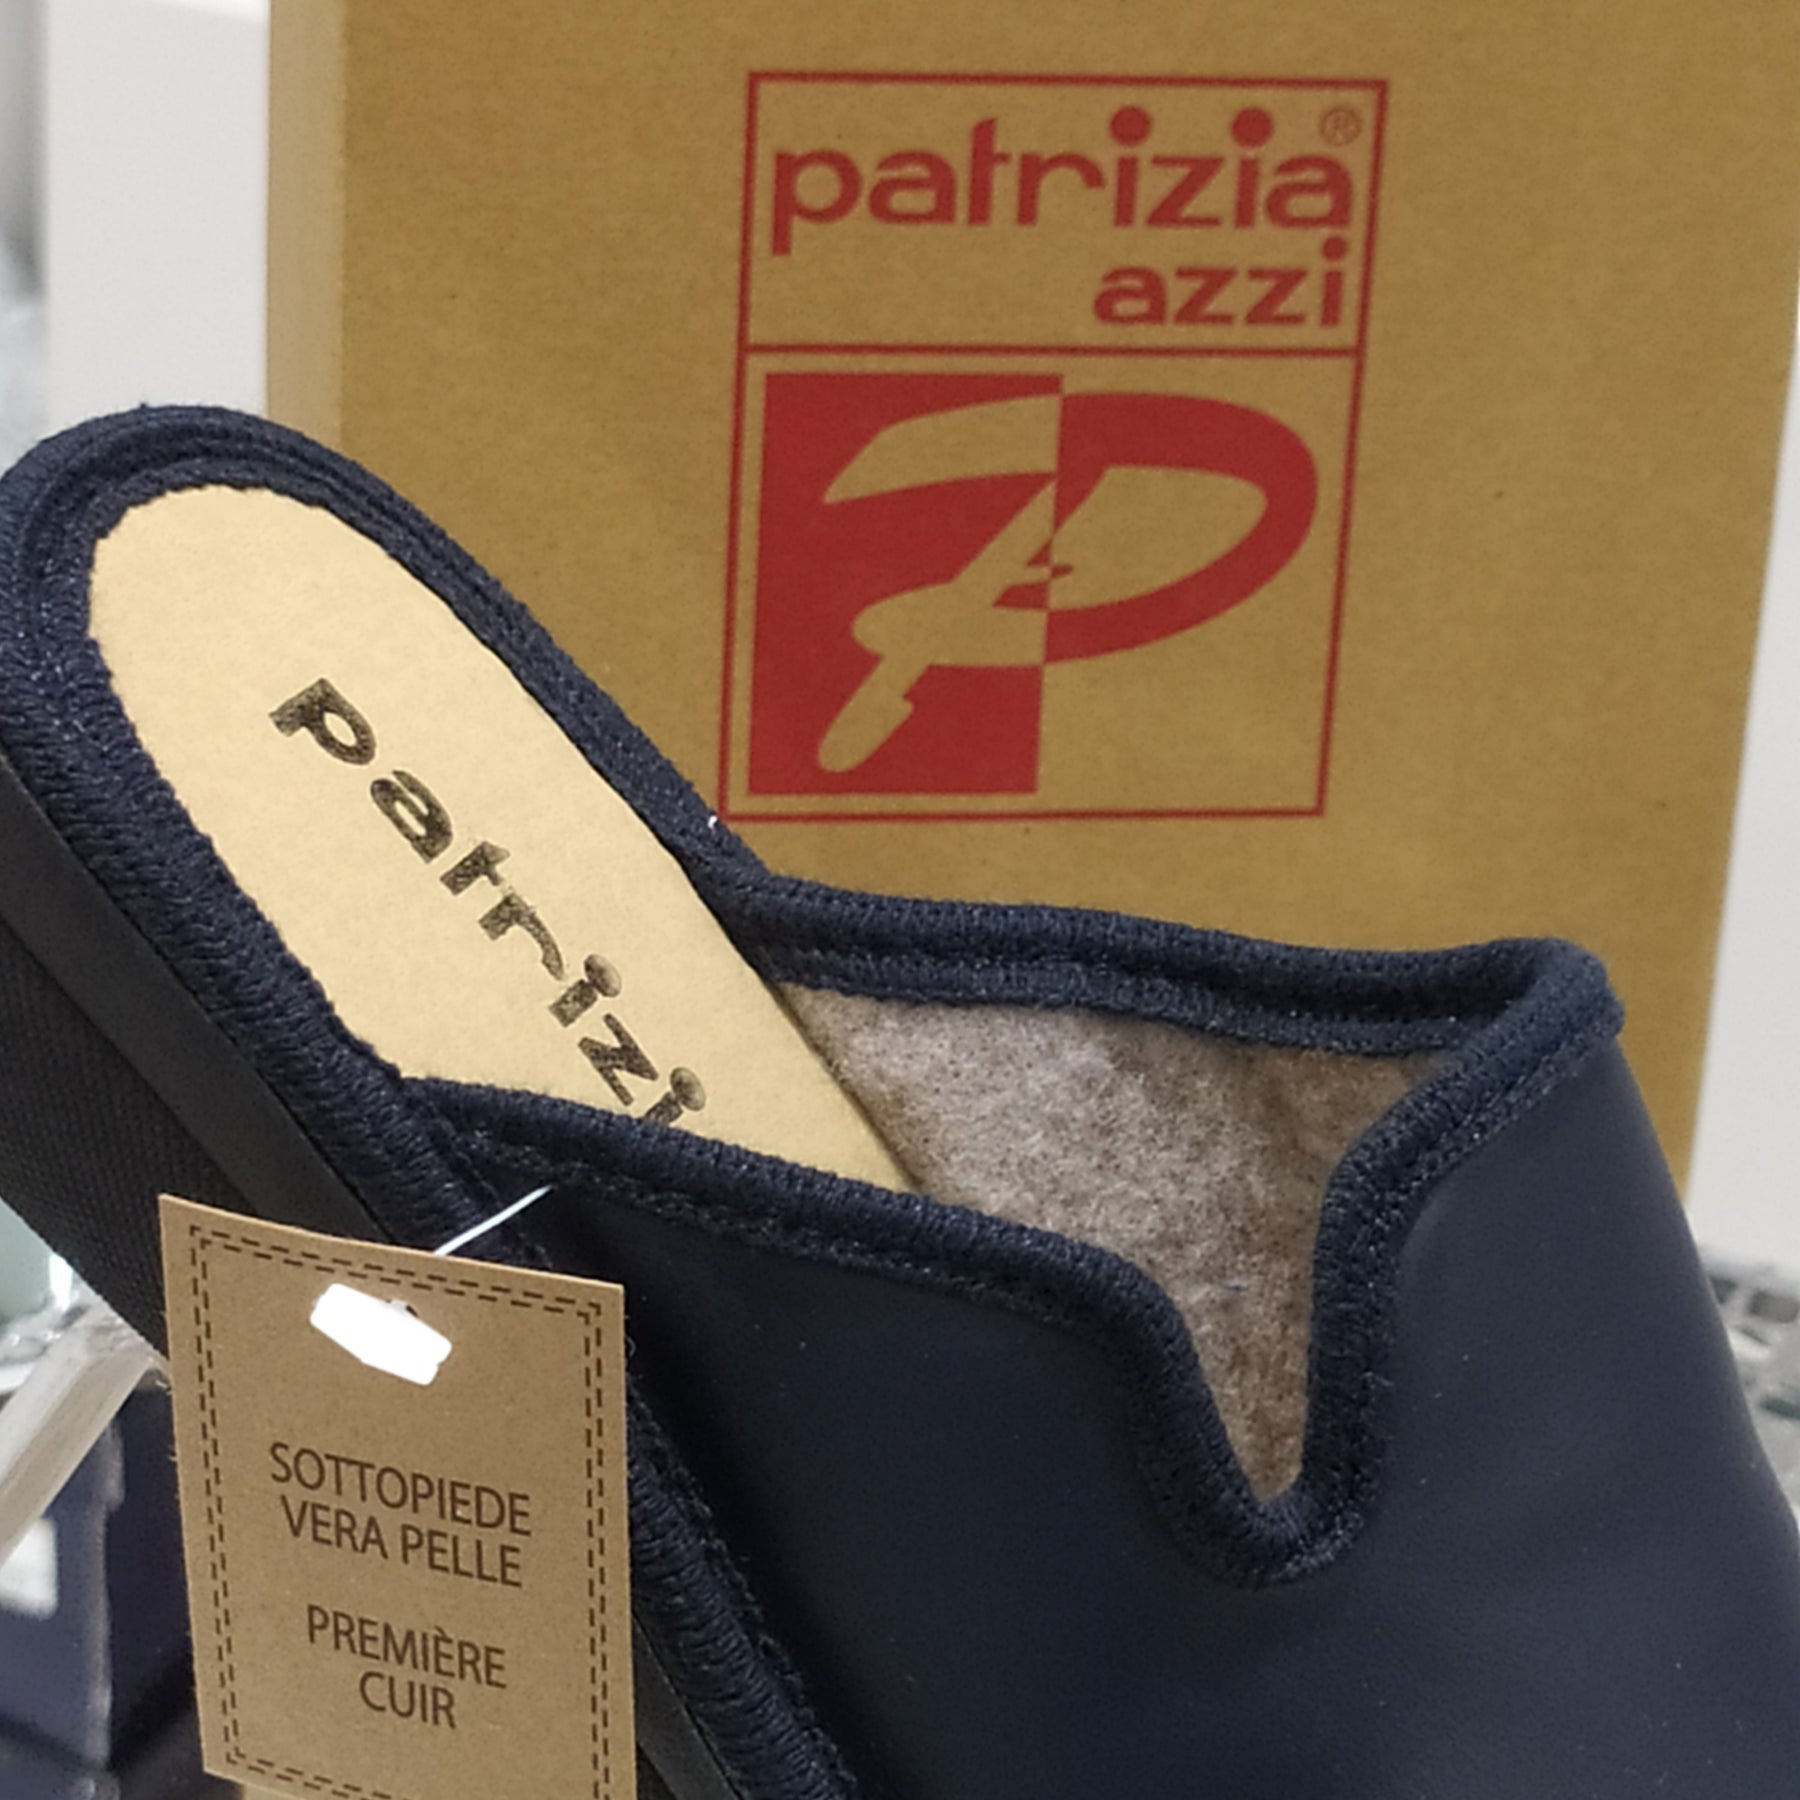 patrizia®
azzi
patrizi
SOTTOPIEDE
VERA PELLE
PREMIÈRE
CUIR